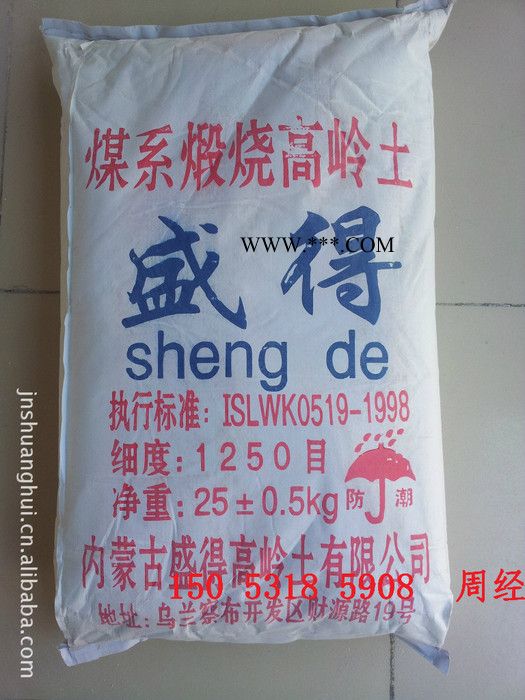 煤系煅烧高岭土
WWW.***.COM
盛得
sheng de
执行标准: ISLWK0519-1998
细度: 1250目
净重: 25±0.5kg
防潮
内蒙古盛得高岭土有限公司
150 5318 5908 周经
地址: 乌兰察布开发区财源路19号
jnshuanghui.cn.alibaba.com